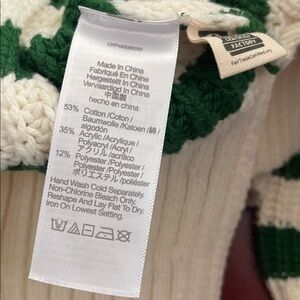 Made in China
Fabriqué en Chine
Hergestellt in China
Vervaardigd in China
中国製
hecho en china
53% Cotton / Coton /
Baumwolle / Katoen / 綿 /
algodón
35% Acrylic / Acrylique /
Polyacryl / Acryl /
アクリル / acrílico
12% Polyester / Polyester /
Polyester / Polyester /
ポリエステル / poliéster
Hand Wash Cold Separately.
Non-Chlorine Bleach Only.
Reshape And Lay Flat To Dry.
Iron On Lowest Setting.
FACTORY
FairTradeCertified.org